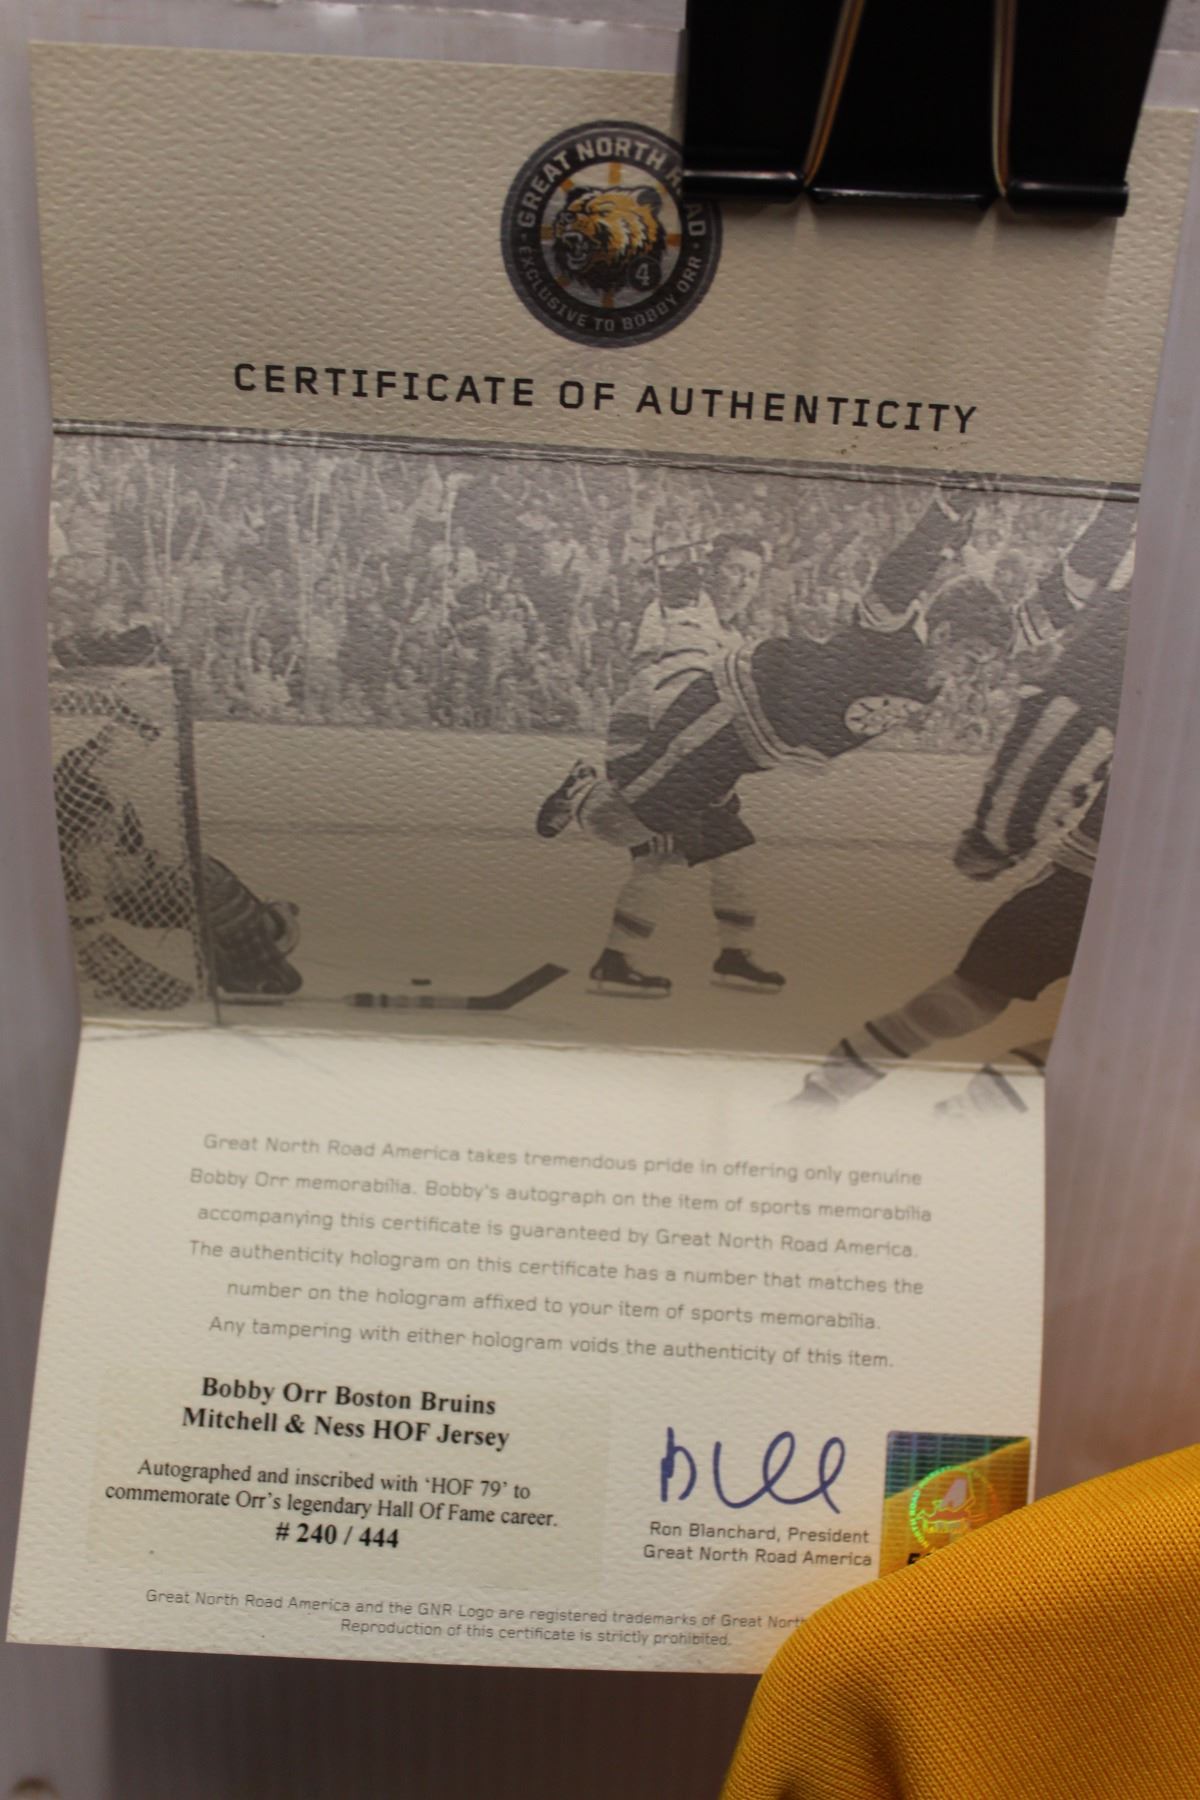 GREAT NORTH ROAD
EXCLUSIVE TO BOBBY ORR
4
CERTIFICATE OF AUTHENTICITY
Great North Road America takes tremendous pride in offering only genuine
Bobby Orr memorabilia. Bobby's autograph on the item of sports memorabilia
accompanying this certificate is guaranteed by Great North Road America.
The authenticity hologram on this certificate has a number that matches the
number on the hologram affixed to your item of sports memorabilia.
Any tampering with either hologram voids the authenticity of this item.
Bobby Orr Boston Bruins
Mitchell & Ness HOF Jersey
Autographed and inscribed with 'HOF 79' to
commemorate Orr's legendary Hall Of Fame career.
# 240 / 444
Ron Blanchard, President
Great North Road America
Great North Road America and the GNR Logo are registered trademarks of Great North
Reproduction of this certificate is strictly prohibited.